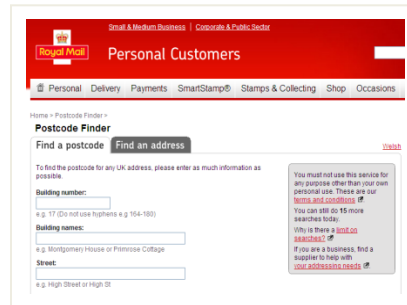 Small & Medium Business | Corporate & Public Sector
Royal Mail
Personal Customers
Personal Delivery Payments SmartStamp® Stamps & Collecting Shop Occasions
Home > Postcode Finder >
Postcode Finder
Find a postcode Find an address
Welsh
To find the postcode for any UK address, please enter as much information as
possible.
Building number:
e.g. 17 (Do not use hyphens e.g 164-180)
Building names:
e.g. Montgomery House or Primrose Cottage
Street:
e.g. High Street or High St
You must not use this service for
any purpose other than your own
personal use. These are our
terms and conditions
You can still do 15 more
searches today.
Why is there a limit on
searches?
If you are a business, find a
supplier to help with
your addressing needs